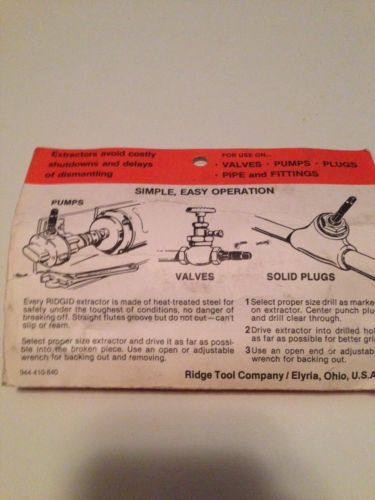 Extractors avoid costly
shutdowns and delays
of dismantling
FOR USE ON...
· VALVES · PUMPS · PLUGS
· PIPE and FITTINGS
SIMPLE, EASY OPERATION
PUMPS
VALVES
SOLID PLUGS
Every RIDGID extractor is made of heat-treated steel for
safety under the toughest of conditions, no danger of
breaking off. Straight flutes groove but do not cut—can't
slip or ream.
Select proper size extractor and drive it as far as possi-
ble into the broken piece. Use an open or adjustable
wrench for backing out and removing.
944-410-640
1 Select proper size drill as marke
on extractor. Center punch plu
and drill clear through.
2 Drive extractor into drilled ho
as far as possible for better gri
3 Use an open end or adjustab
wrench for backing out.
Ridge Tool Company / Elyria, Ohio, U.S.A